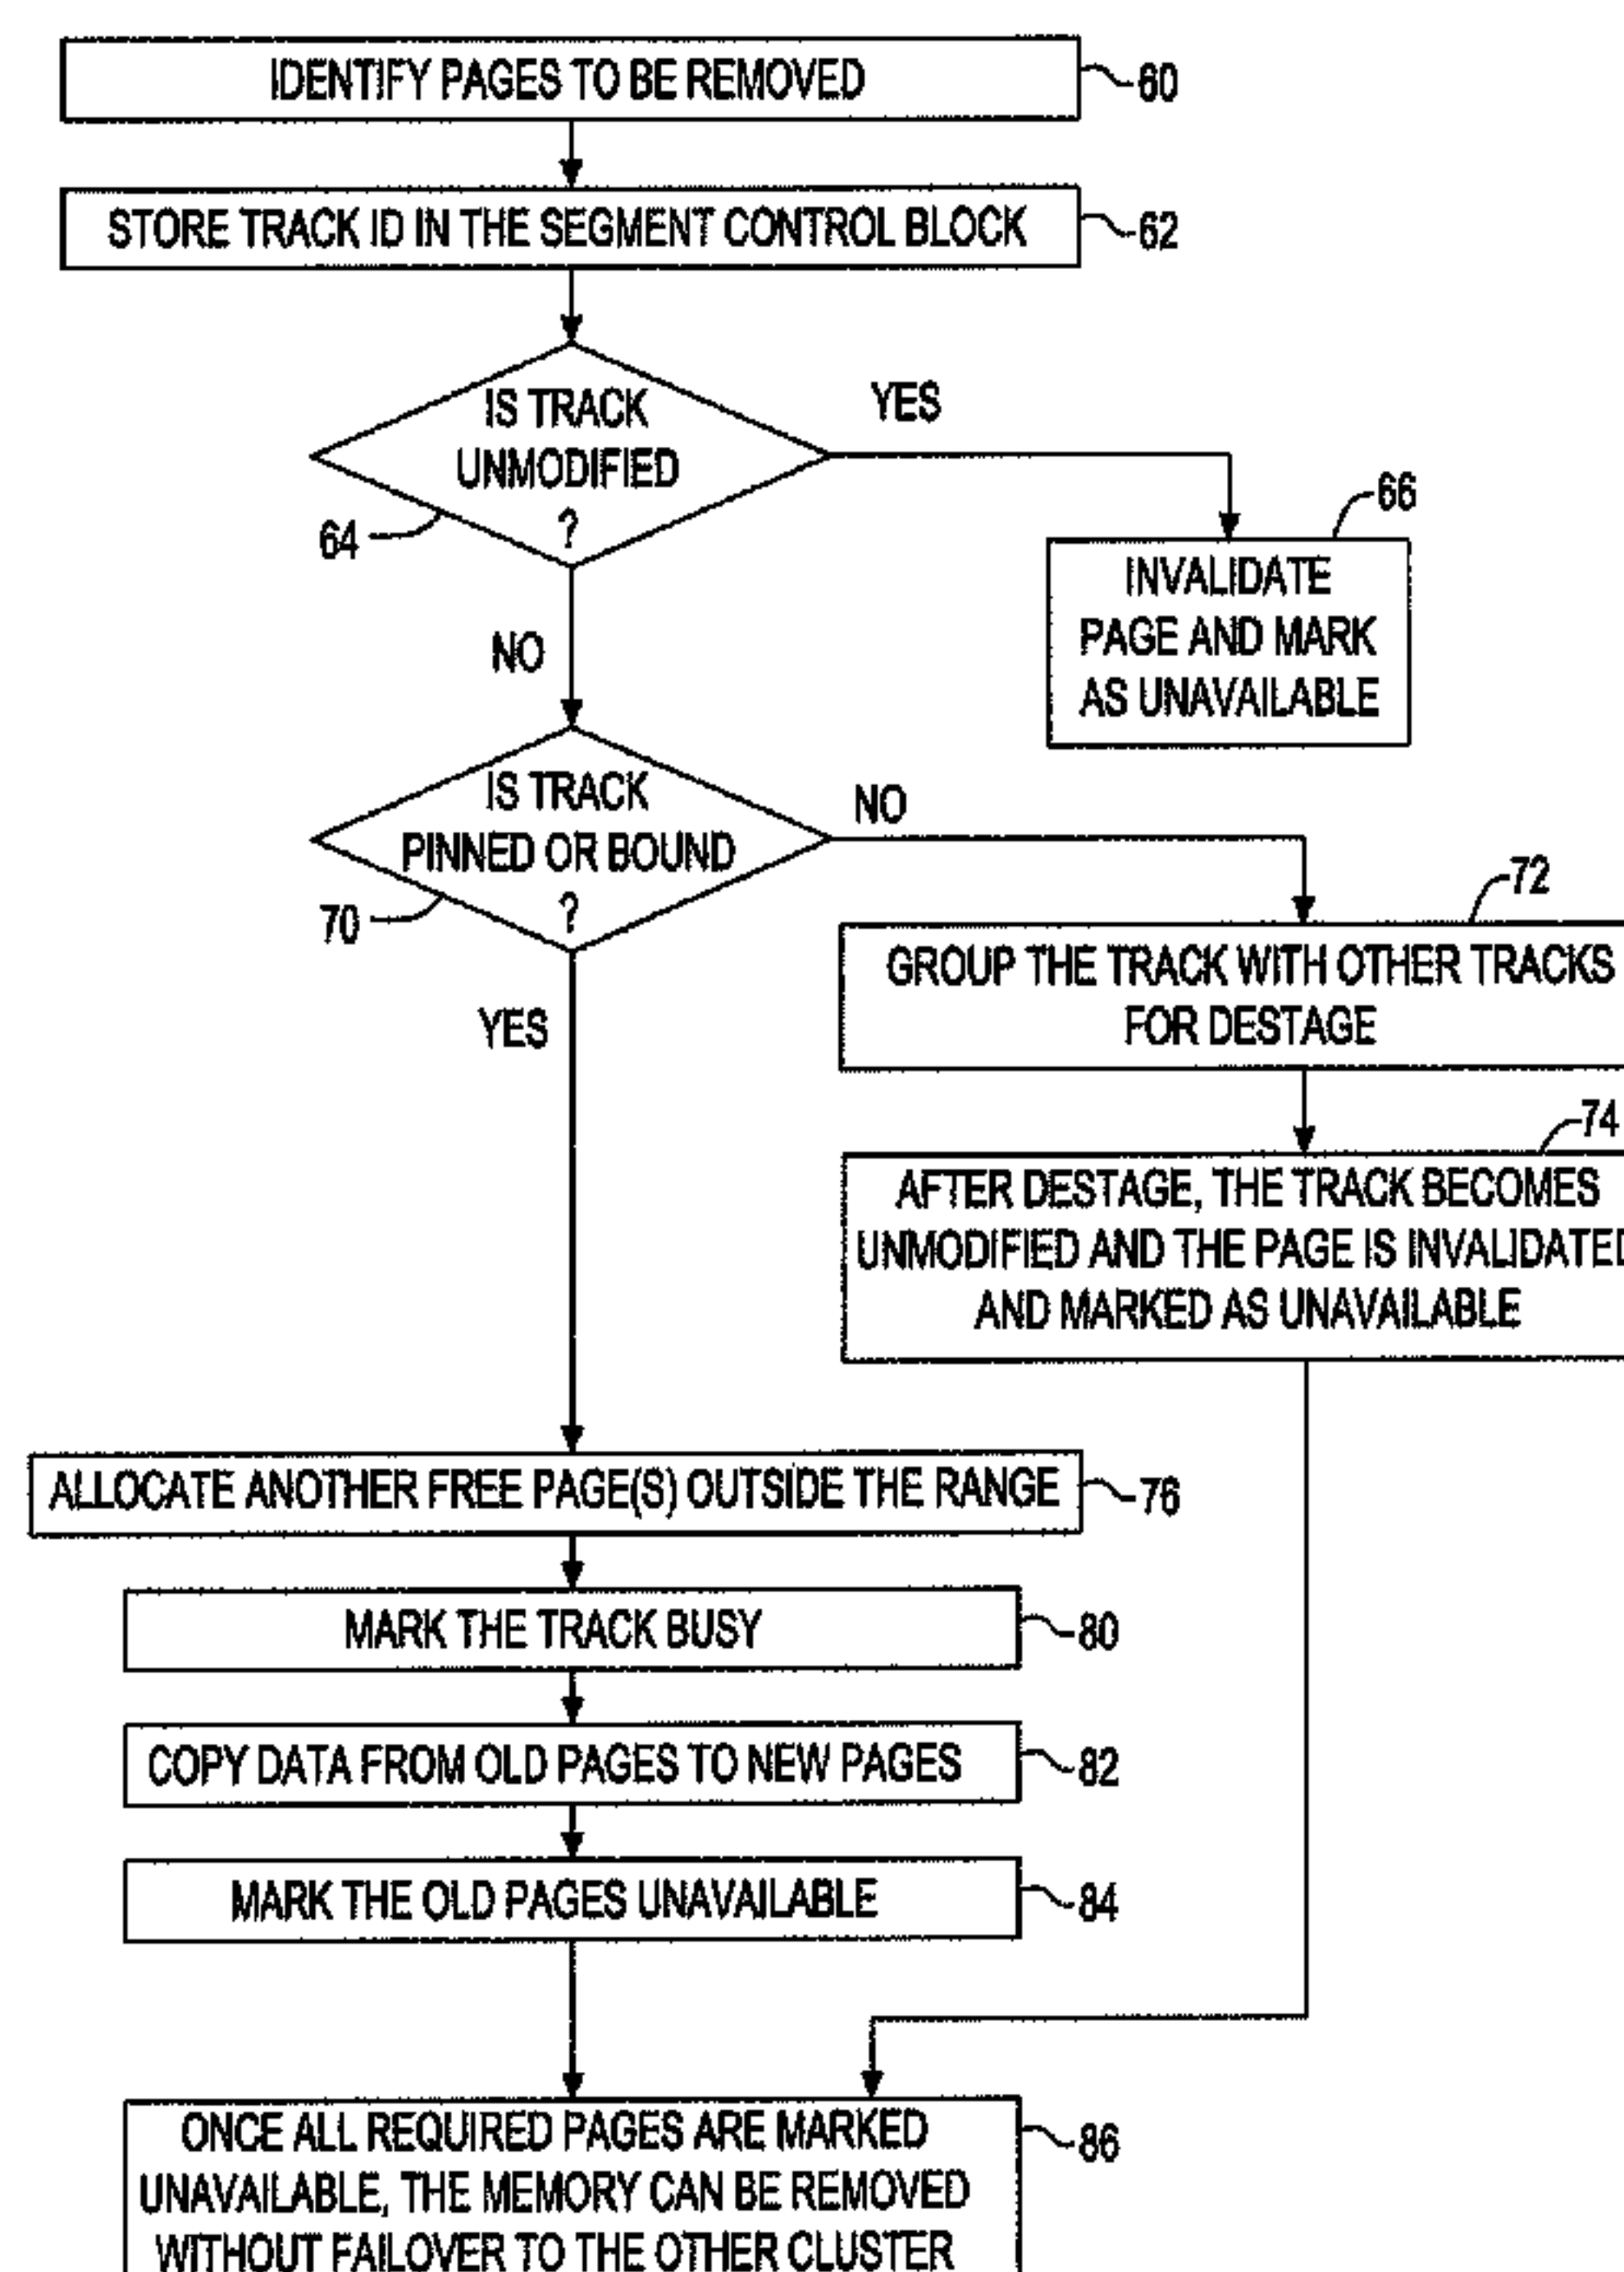 IDENTIFY PAGES TO BE REMOVED
60
STORE TRACK ID IN THE SEGMENT CONTROL BLOCK
62
IS TRACK
UNMODIFIED
?
64
YES
66
INVALIDATE
PAGE AND MARK
AS UNAVAILABLE
NO
IS TRACK
PINNED OR BOUND
?
70
NO
72
GROUP THE TRACK WITH OTHER TRACKS
FOR DESTAGE
YES
74
AFTER DESTAGE, THE TRACK BECOMES
UNMODIFIED AND THE PAGE IS INVALIDATED
AND MARKED AS UNAVAILABLE
ALLOCATE ANOTHER FREE PAGE(S) OUTSIDE THE RANGE
76
MARK THE TRACK BUSY
80
COPY DATA FROM OLD PAGES TO NEW PAGES
82
MARK THE OLD PAGES UNAVAILABLE
84
ONCE ALL REQUIRED PAGES ARE MARKED
UNAVAILABLE, THE MEMORY CAN BE REMOVED
WITHOUT FAILOVER TO THE OTHER CLUSTER
86